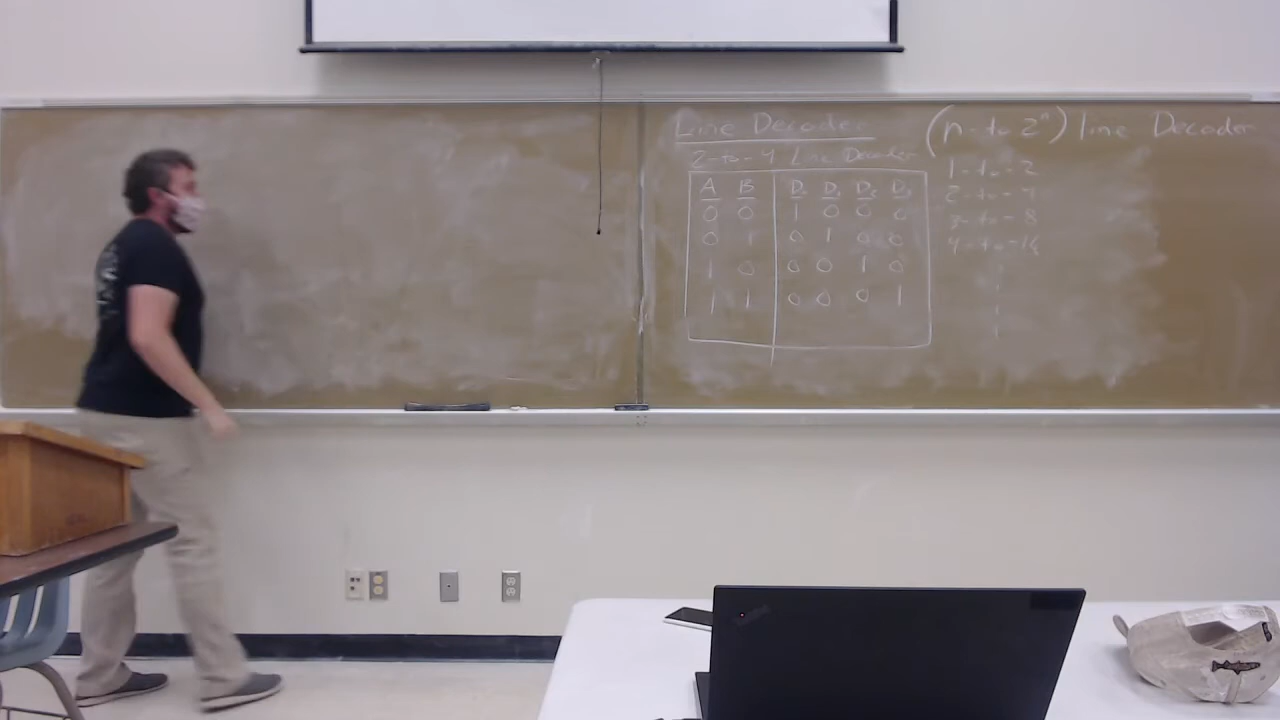 Line Decoder
2-to-4 Line Decoder
A B D₀ D₁ D₂ D₃
0 0 1 0 0 0
0 1 0 1 0 0
1 0 0 0 1 0
1 1 0 0 0 1
(n-to 2ⁿ) line Decoder
1-to-2
2-to-4
3-to-8
4-to-16